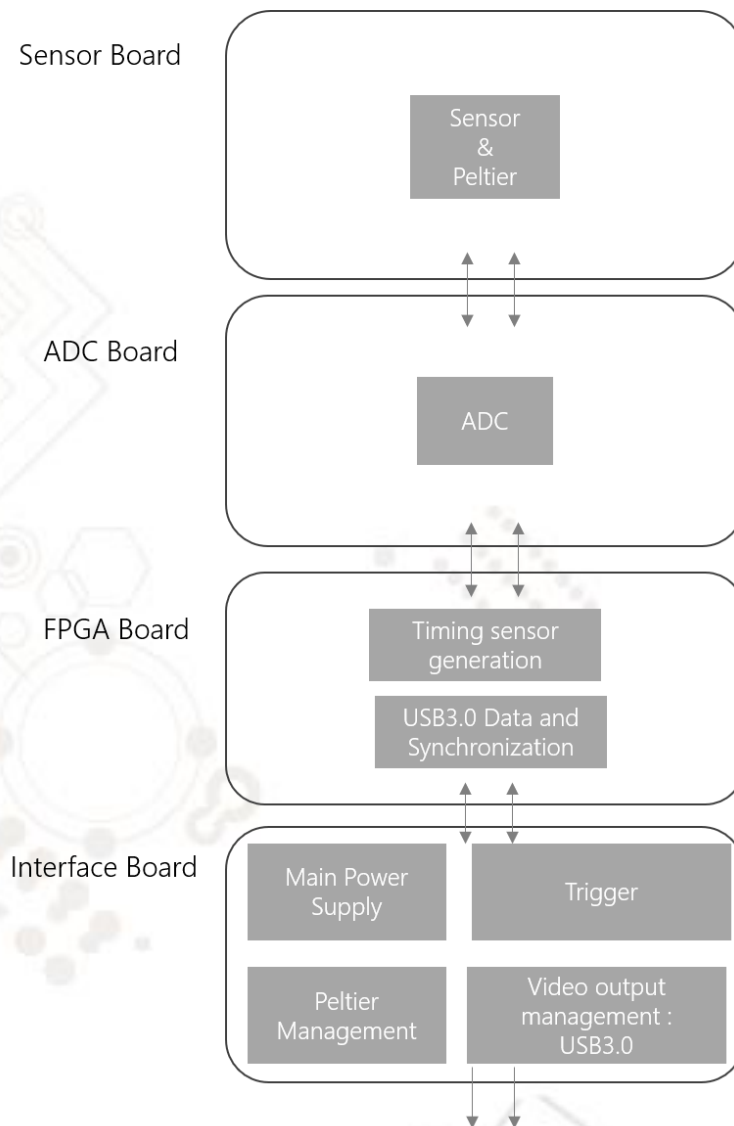 Sensor Board
Sensor
&
Peltier
ADC Board
ADC
FPGA Board
Timing sensor
generation
USB3.0 Data and
Synchronization
Interface Board
Main Power
Supply
Trigger
Peltier
Management
Video output
management :
USB3.0